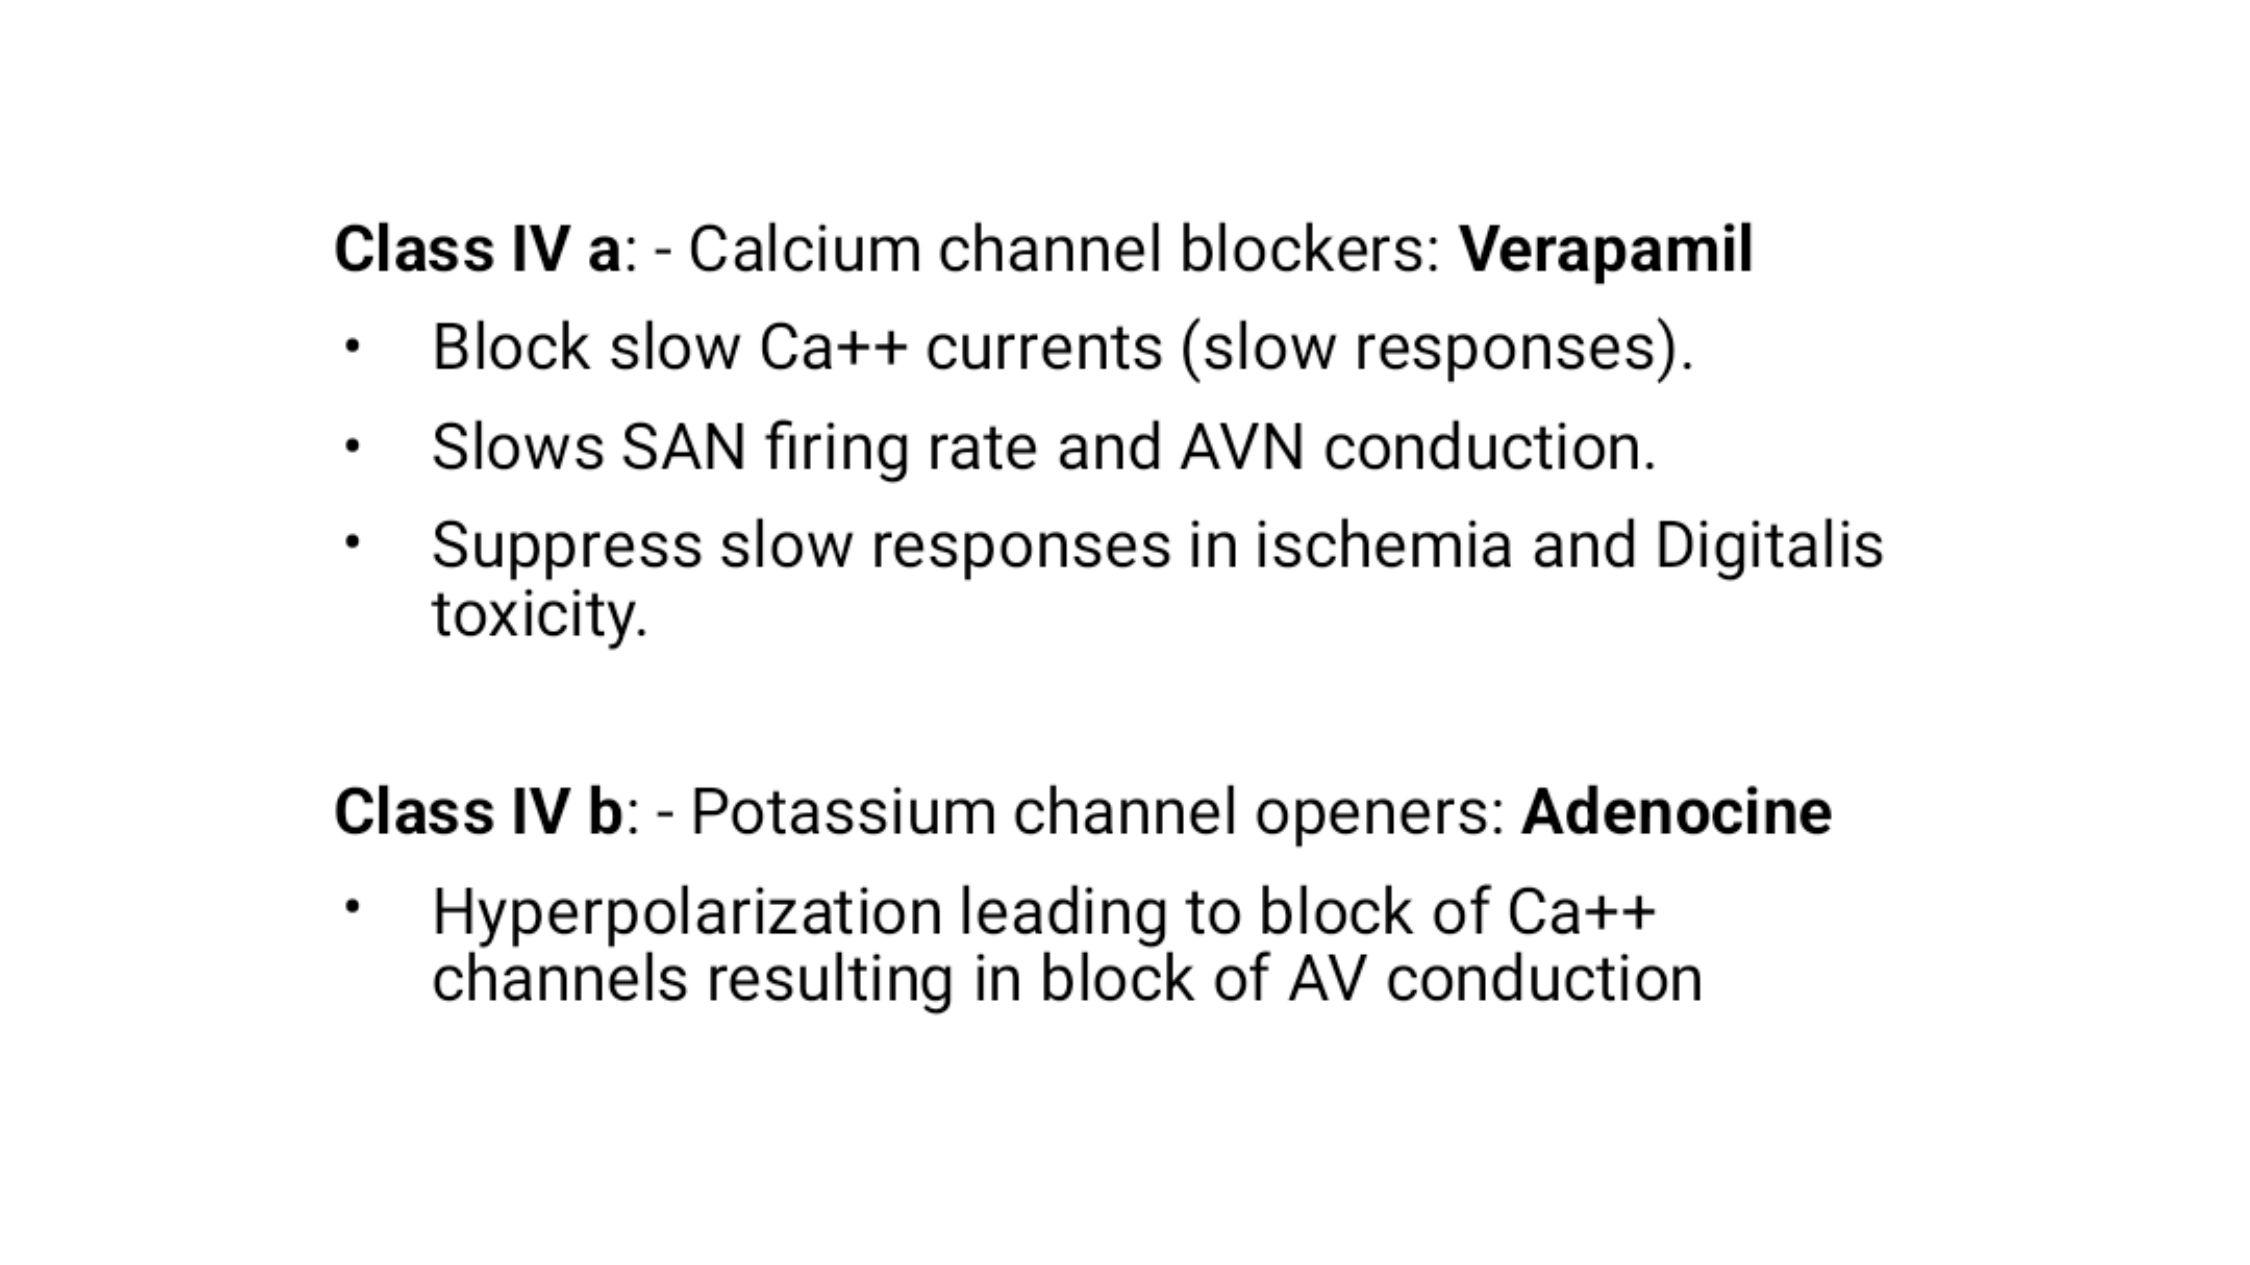 Class IV a: - Calcium channel blockers: Verapamil
• Block slow Ca++ currents (slow responses).
• Slows SAN firing rate and AVN conduction.
• Suppress slow responses in ischemia and Digitalis
toxicity.
Class IV b: - Potassium channel openers: Adenocine
• Hyperpolarization leading to block of Ca++
channels resulting in block of AV conduction